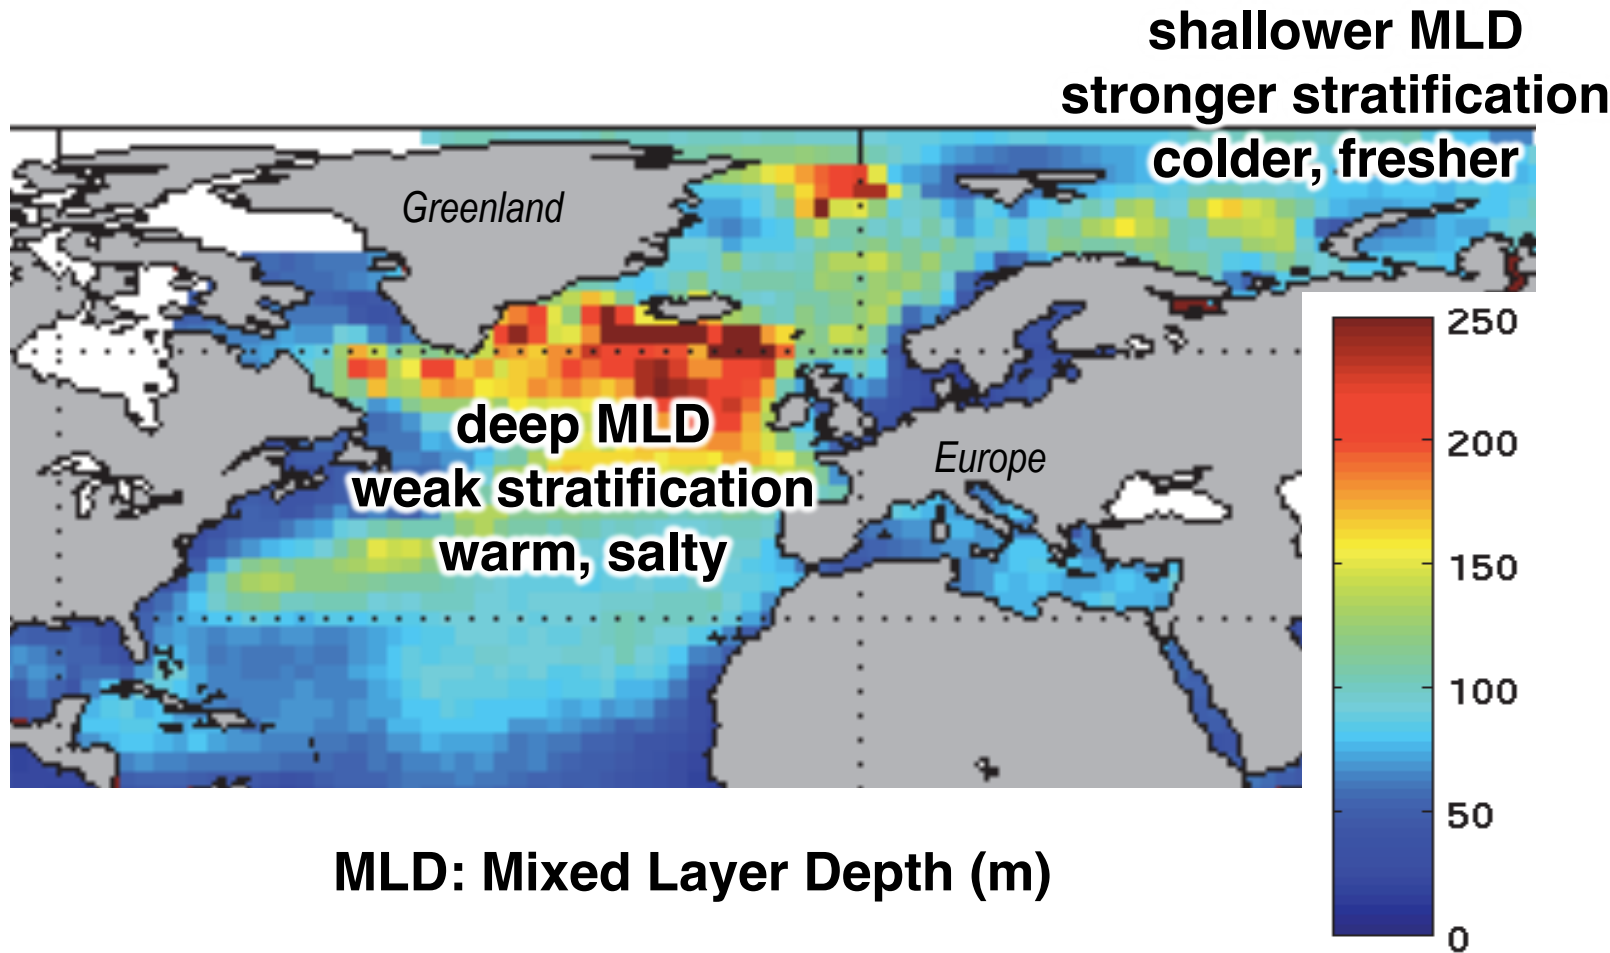 shallower MLD
stronger stratification
colder, fresher
Greenland
deep MLD
weak stratification
warm, salty
Europe
250
200
150
100
50
0
MLD: Mixed Layer Depth (m)